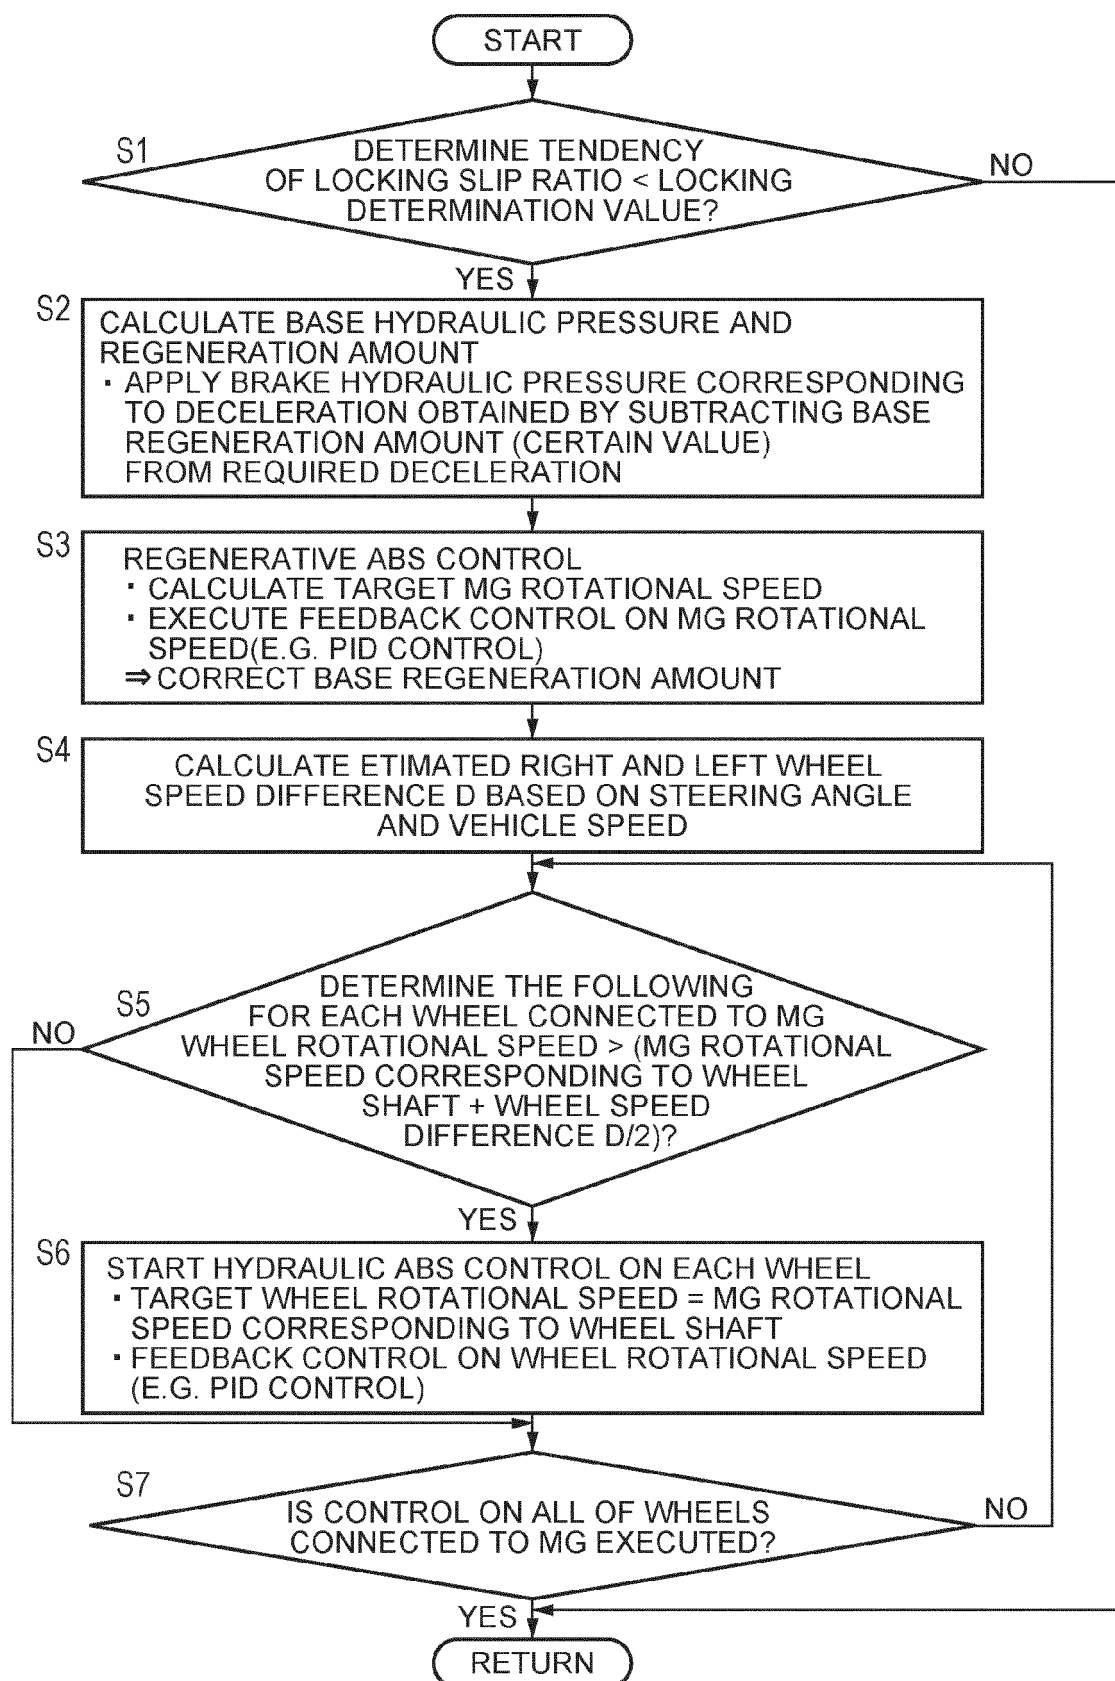 START
S1
DETERMINE TENDENCY
OF LOCKING SLIP RATIO < LOCKING
DETERMINATION VALUE?
NO
YES
S2
CALCULATE BASE HYDRAULIC PRESSURE AND
REGENERATION AMOUNT
· APPLY BRAKE HYDRAULIC PRESSURE CORRESPONDING
TO DECELERATION OBTAINED BY SUBTRACTING BASE
REGENERATION AMOUNT (CERTAIN VALUE)
FROM REQUIRED DECELERATION
S3
REGENERATIVE ABS CONTROL
· CALCULATE TARGET MG ROTATIONAL SPEED
· EXECUTE FEEDBACK CONTROL ON MG ROTATIONAL
SPEED(E.G. PID CONTROL)
⇒ CORRECT BASE REGENERATION AMOUNT
S4
CALCULATE ETIMATED RIGHT AND LEFT WHEEL
SPEED DIFFERENCE D BASED ON STEERING ANGLE
AND VEHICLE SPEED
S5
NO
DETERMINE THE FOLLOWING
FOR EACH WHEEL CONNECTED TO MG
WHEEL ROTATIONAL SPEED > (MG ROTATIONAL
SPEED CORRESPONDING TO WHEEL
SHAFT + WHEEL SPEED
DIFFERENCE D/2)?
YES
S6
START HYDRAULIC ABS CONTROL ON EACH WHEEL
· TARGET WHEEL ROTATIONAL SPEED = MG ROTATIONAL
SPEED CORRESPONDING TO WHEEL SHAFT
· FEEDBACK CONTROL ON WHEEL ROTATIONAL SPEED
(E.G. PID CONTROL)
S7
IS CONTROL ON ALL OF WHEELS
CONNECTED TO MG EXECUTED?
NO
YES
RETURN